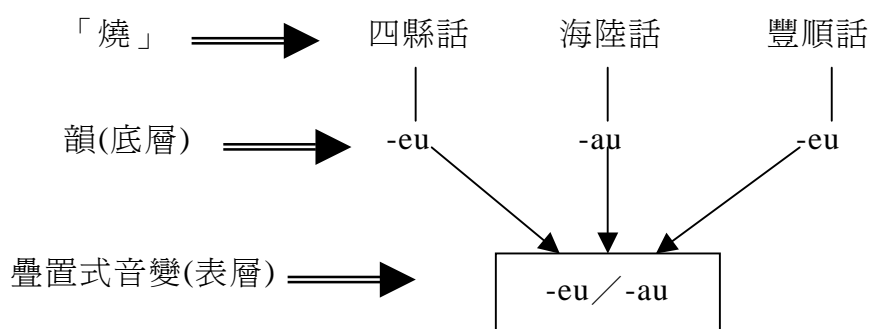 「燒」 四縣話 海陸話 豐順話
韻(底層) -eu -au -eu
疊置式音變(表層) -eu／-au